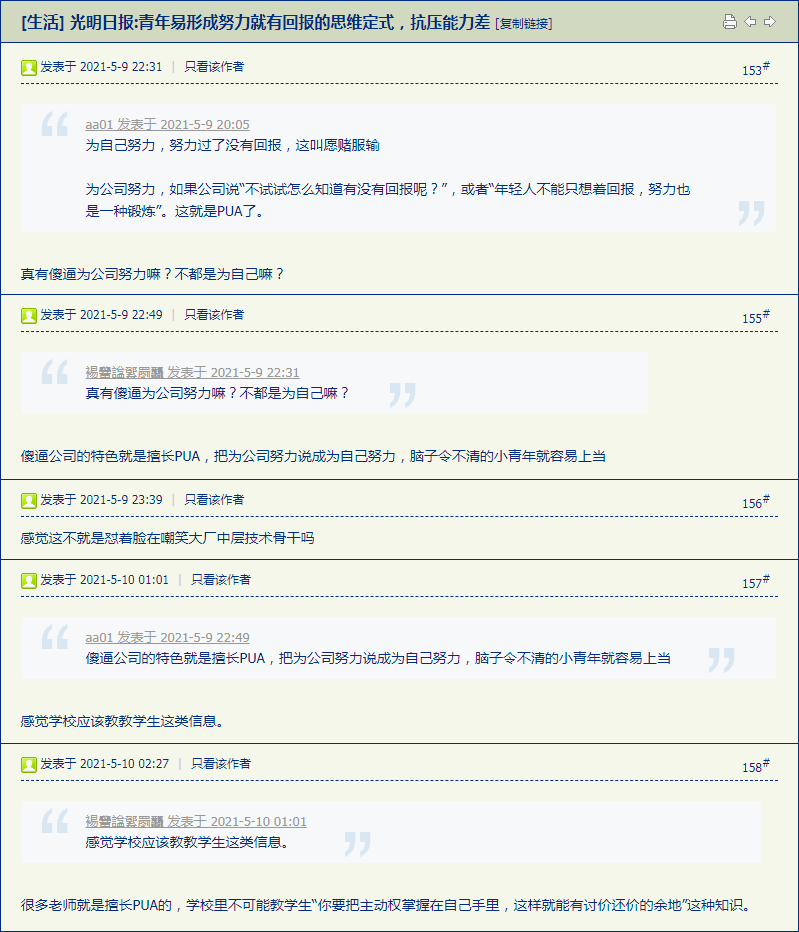 [生活] 光明日报:青年易形成努力就有回报的思维定式，抗压能力差 [复制链接]
发表于 2021-5-9 22:31 | 只看该作者 153#
aa01 发表于 2021-5-9 20:05
为自己努力，努力过了没有回报，这叫愿赌服输
为公司努力，如果公司说“不试试怎么知道有没有回报呢？”，或者“年轻人不能只想着回报，努力也
是一种锻炼”。这就是PUA了。
真有傻逼为公司努力嘛？不都是为自己嘛？
发表于 2021-5-9 22:49 | 只看该作者 155#
发表于 2021-5-9 22:31
真有傻逼为公司努力嘛？不都是为自己嘛？
傻逼公司的特色就是擅长PUA，把为公司努力说成为自己努力，脑子令不清的小青年就容易上当
发表于 2021-5-9 23:39 | 只看该作者 156#
感觉这不就是怼着脸在嘲笑大厂中层技术骨干吗
发表于 2021-5-10 01:01 | 只看该作者 157#
aa01 发表于 2021-5-9 22:49
傻逼公司的特色就是擅长PUA，把为公司努力说成为自己努力，脑子令不清的小青年就容易上当
感觉学校应该教教学生这类信息。
发表于 2021-5-10 02:27 | 只看该作者 158#
发表于 2021-5-10 01:01
感觉学校应该教教学生这类信息。
很多老师就是擅长PUA的，学校里不可能教学生“你要把主动权掌握在自己手里，这样就能有讨价还价的余地”这种知识。